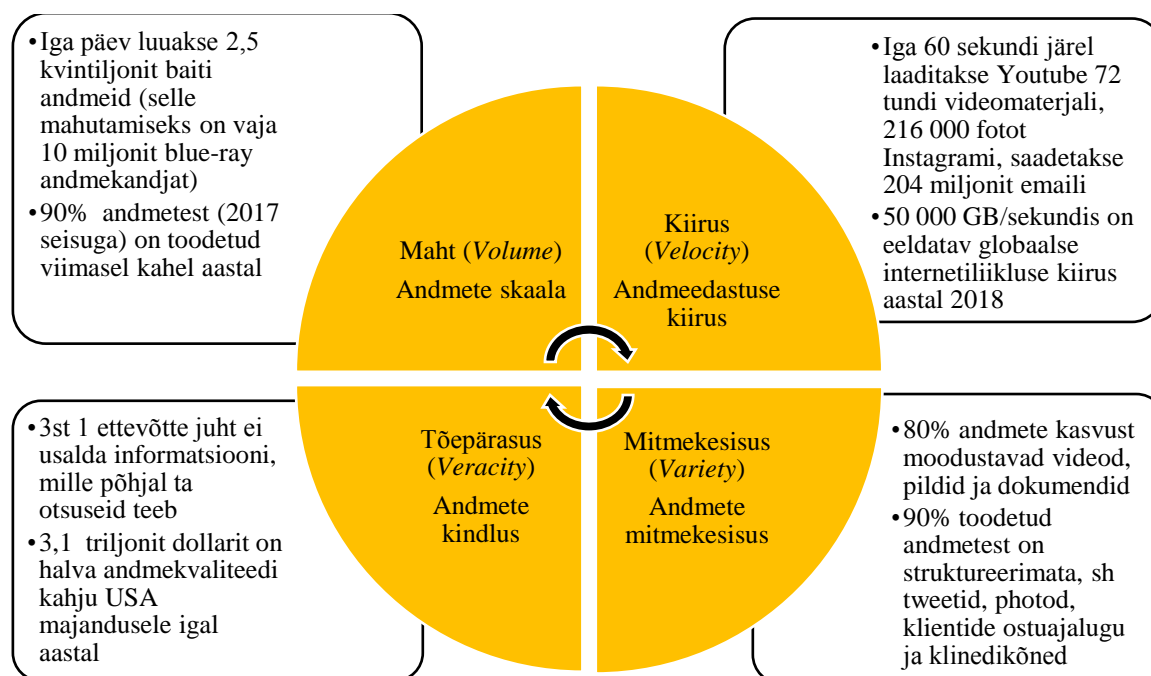 •Iga päev luuakse 2,5
kvintiljonit baiti
andmeid (selle
mahutamiseks on vaja
10 miljonit blue-ray
andmekandjat)
•90% andmetest (2017
seisuga) on toodetud
viimasel kahel aastal
•Iga 60 sekundi järel
laaditakse Youtube 72
tundi videomaterjali,
216 000 fotot
Instagrami, saadetakse
204 miljonit emaili
•50 000 GB/sekundis on
eeldatav globaalse
internetiliikluse kiirus
aastal 2018
Maht (Volume)
Andmete skaala
Kiirus
(Velocity)
Andmeedastuse
kiirus
Tõepärasus
(Veracity)
Andmete
kindlus
Mitmekesisus
(Variety)
Andmete
mitmekesisus
•3st 1 ettevõtte juht ei
usalda informatsiooni,
mille põhjal ta
otsuseid teeb
•3,1 triljonit dollarit on
halva andmekvaliteedi
kahju USA
majandusele igal
aastal
•80% andmete kasvust
moodustavad videod,
pildid ja dokumendid
•90% toodetud
andmetest on
struktureerimata, sh
tweetid, photod,
klientide ostuajalugu
ja klinedikõned